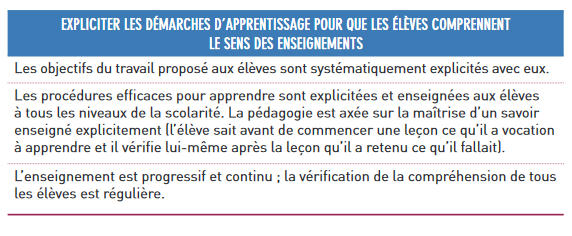 EXPLICITER LES DÉMARCHES D’APPRENTISSAGE POUR QUE LES ÉLÈVES COMPRENNENT
LE SENS DES ENSEIGNEMENTS
Les objectifs du travail proposé aux élèves sont systématiquement explicités avec eux.
Les procédures efficaces pour apprendre sont explicitées et enseignées aux élèves
à tous les niveaux de la scolarité. La pédagogie est axée sur la maîtrise d’un savoir
enseigné explicitement (l’élève sait avant de commencer une leçon ce qu’il a vocation
à apprendre et il vérifie lui-même après la leçon qu’il a retenu ce qu’il fallait).
L’enseignement est progressif et continu ; la vérification de la compréhension de tous
les élèves est régulière.